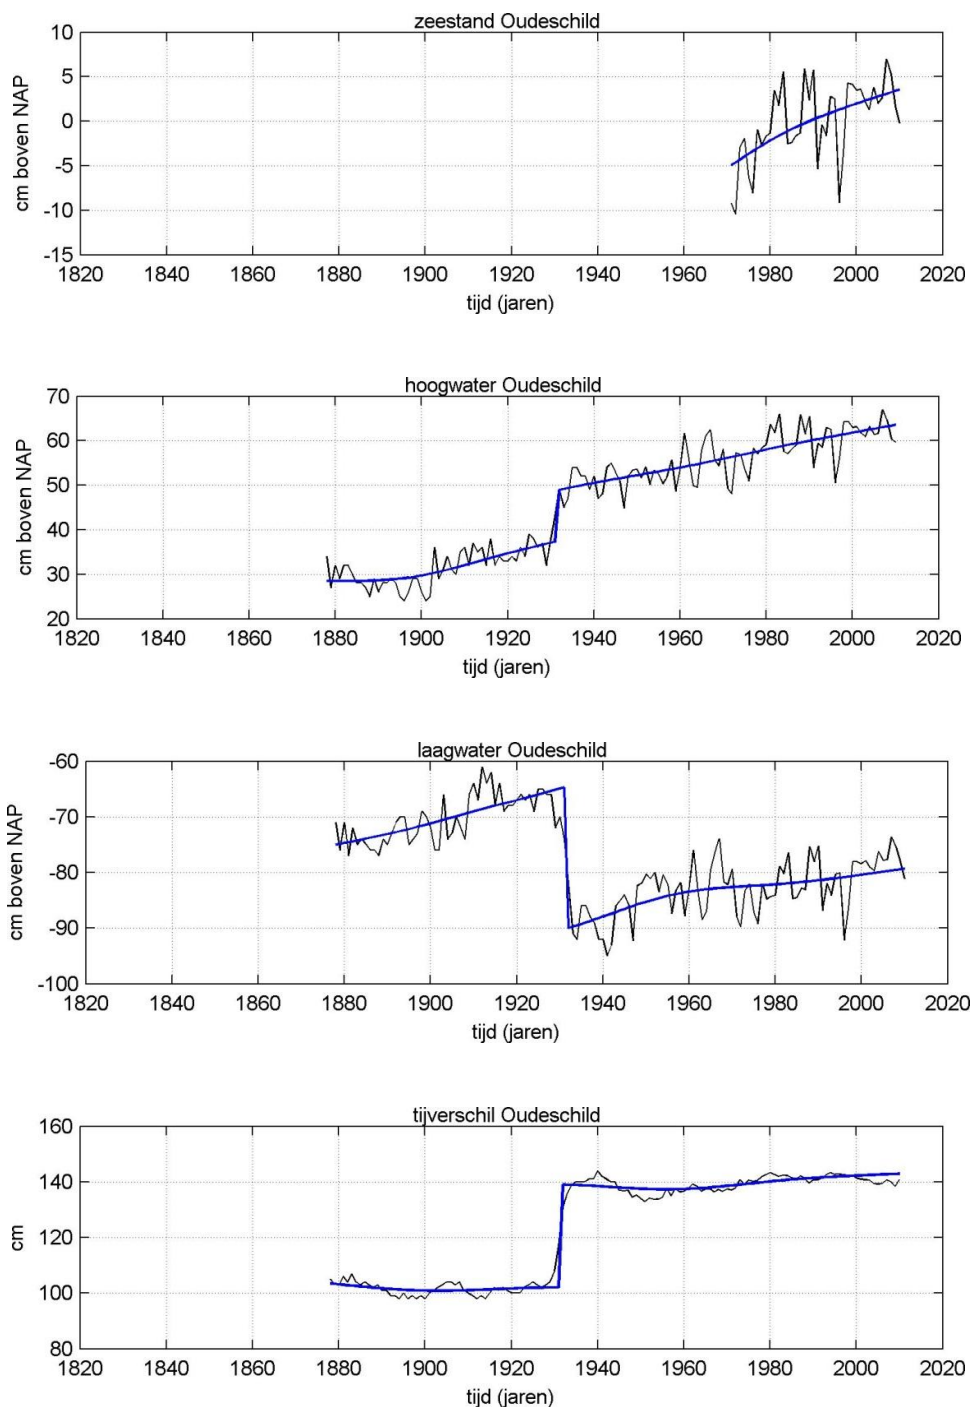 zeestand Oudeschild
10
5
0
-5
-10
-15
cm boven NAP
1820 1840 1860 1880 1900 1920 1940 1960 1980 2000 2020
tijd (jaren)
hoogwater Oudeschild
70
60
50
40
30
20
cm boven NAP
1820 1840 1860 1880 1900 1920 1940 1960 1980 2000 2020
tijd (jaren)
laagwater Oudeschild
-60
-70
-80
-90
-100
cm boven NAP
1820 1840 1860 1880 1900 1920 1940 1960 1980 2000 2020
tijd (jaren)
tijverschil Oudeschild
160
140
120
100
80
cm
1820 1840 1860 1880 1900 1920 1940 1960 1980 2000 2020
tijd (jaren)